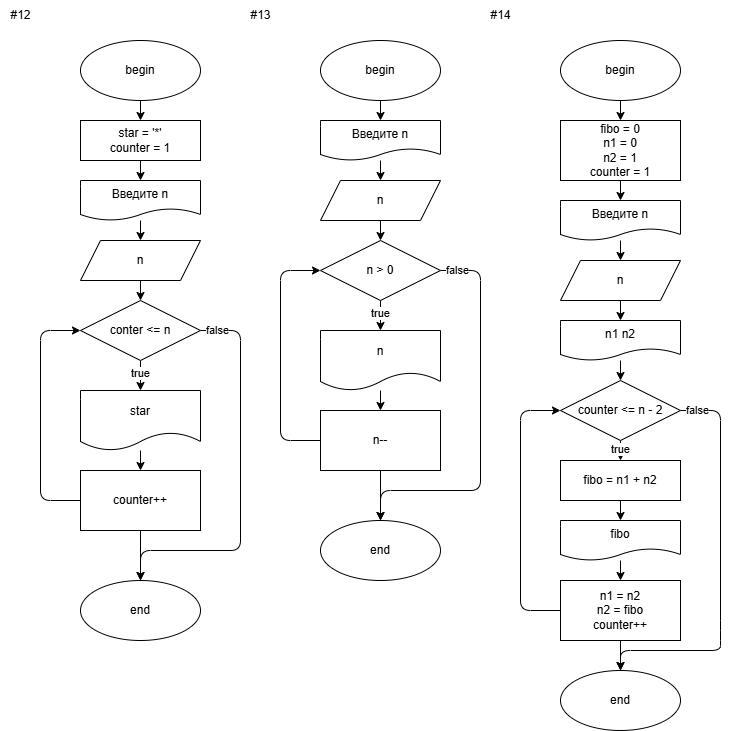 #12
begin
star = '*'
counter = 1
Введите n
n
conter <= n
false
true
star
counter++
end
#13
begin
Введите n
n
n > 0
false
true
n
n--
end
#14
begin
fibo = 0
n1 = 0
n2 = 1
counter = 1
Введите n
n
n1 n2
counter <= n - 2
false
true
fibo = n1 + n2
fibo
n1 = n2
n2 = fibo
counter++
end